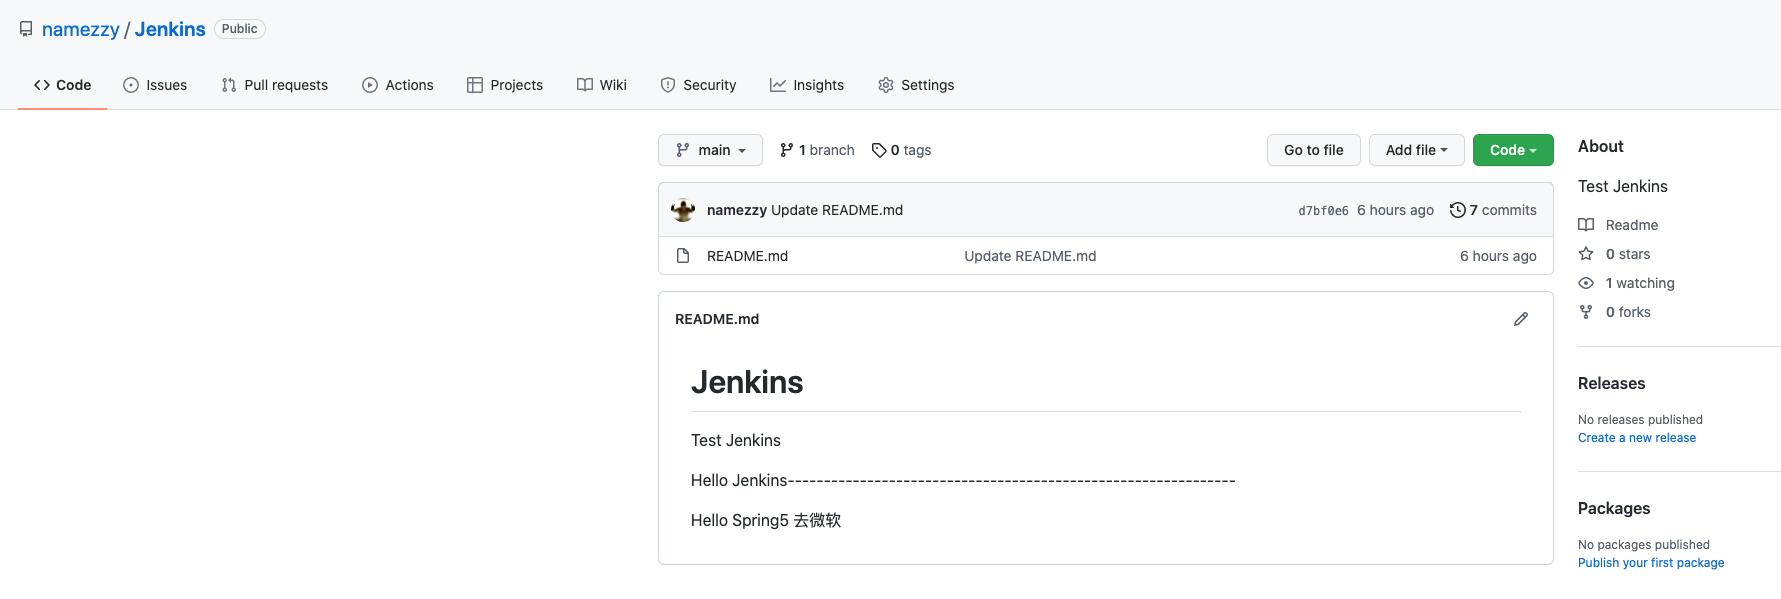 namezzy / Jenkins Public
Code Issues Pull requests Actions Projects Wiki Security Insights Settings
main 1 branch 0 tags Go to file Add file Code
namezzy Update README.md d7bf0e6 6 hours ago 7 commits
README.md Update README.md 6 hours ago
README.md
Jenkins
Test Jenkins
Hello Jenkins--------------------------------------------------------------
Hello Spring5 去微软
About
Test Jenkins
Readme
0 stars
1 watching
0 forks
Releases
No releases published
Create a new release
Packages
No packages published
Publish your first package